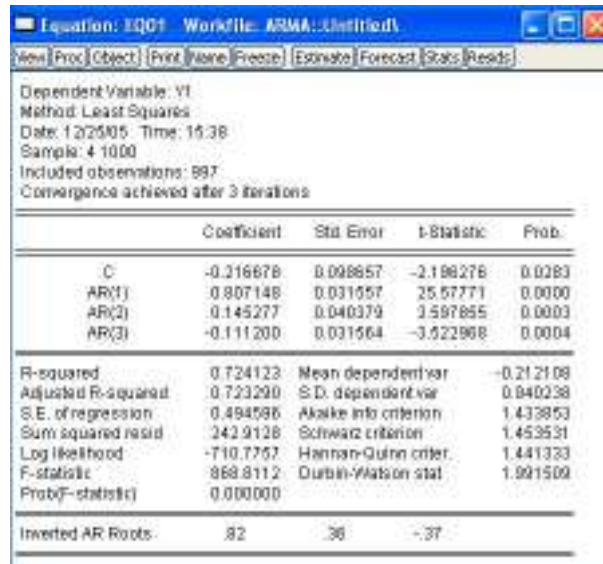 Equation: EQ01 Workfile: ARMA::Untitled\
View Proc Object Print Name Freeze Estimate Forecast Stats Resids
Dependent Variable: Y1
Method: Least Squares
Date: 12/25/05 Time: 15:38
Sample: 4 1000
Included observations: 997
Convergence achieved after 3 iterations
Coefficient Std. Error t-Statistic Prob.
C -0.216678 0.098657 -2.196276 0.0283
AR(1) 0.807148 0.031557 25.57771 0.0000
AR(2) 0.145277 0.040379 3.597855 0.0003
AR(3) -0.111200 0.031564 -3.522968 0.0004
R-squared 0.724123 Mean dependent var -0.212108
Adjusted R-squared 0.723290 S.D. dependent var 0.940238
S.E. of regression 0.494586 Akaike info criterion 1.433853
Sum squared resid 242.9128 Schwarz criterion 1.453531
Log likelihood -710.7757 Hannan-Quinn criter. 1.441333
F-statistic 868.8112 Durbin-Watson stat 1.991509
Prob(F-statistic) 0.000000
Inverted AR Roots .82 .36 -.37